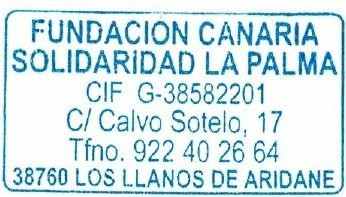 FUNDACIÓN CANARIA
SOLIDARIDAD LA PALMA
CIF G-38582201
C/ Calvo Sotelo, 17
Tfno. 922 40 26 64
38760 LOS LLANOS DE ARIDANE